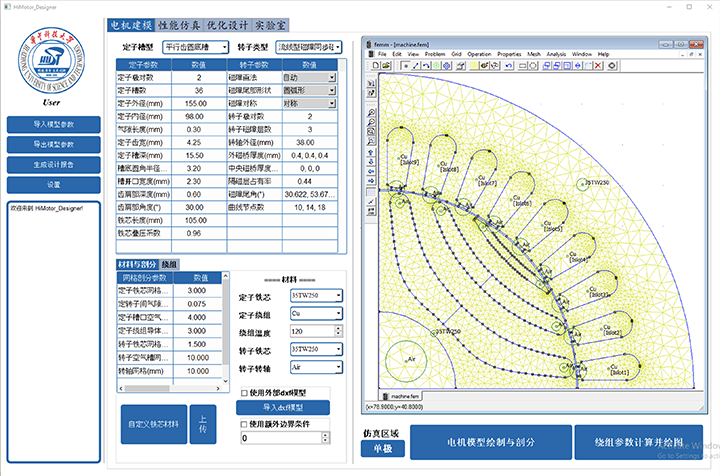 HiMotor_Designer
华中科技大学
User
导入模型参数
导出模型参数
生成设计报告
设置
欢迎来到 HiMotor_Designer!
电机建模 性能仿真 优化设计 实验室
定子槽型 平行齿圆底槽 转子类型 流线型磁障同步磁
定子参数 数值 转子参数 数值
定子极对数 2 磁障画法 自动
定子槽数 36 磁障尾部形状 圆弧形
定子外径(mm) 155.00 磁障对称 对称
定子内径(mm) 98.00 转子极对数 2
气隙长度(mm) 0.30 转子磁障层数 3
定子齿宽(mm) 4.25 转轴外径(mm) 38.00
定子槽深(mm) 15.50 外磁桥厚度(mm) 0.4, 0.4, 0.4
槽底圆角半径... 3.20 中央磁桥厚度... 0, 0, 0
槽开口宽度(mm) 2.30 隔磁层占有率 0.44
齿肩部深度(mm) 0.00 磁障尾角(°) 30.622, 53.67...
齿肩部角度(°) 30.00 曲线节点数 10, 14, 18
铁芯长度(mm) 105.00
铁芯叠压系数 0.96
材料与剖分 绕组
网格剖分参数 数值
定子铁芯网格... 3.000
定转子间气隙... 0.075
定子槽口空气... 4.000
定子绕组导体... 3.000
转子铁芯网格... 1.500
转子空气槽网... 10.000
转轴网格(mm) 10.000
==== 材料 ====
定子铁芯 35TW250
定子绕组 Cu
绕组温度 120
转子铁芯 35TW250
转子转轴 Air
使用外部dxf模型
导入dxf模型
使用额外边界条件
0
自定义铁芯材料
上传
femm - [machine.fem]
File Edit View Problem Grid Operation Properties Mesh Analysis Window Help
Cu
[Islot9]
Cu
[Islot8]
Cu
[Islot7]
Cu
[Islot6]
Cu
[Islot5]
Cu
[Islot4]
Cu
[Islot3]
Cu
[Islot2]
Cu
[Islot1]
35TW250
35TW250
Air
machine.fem
(x=78.9000,y=40.8000)
仿真区域
单极
电机模型绘制与剖分
绕组参数计算并绘图